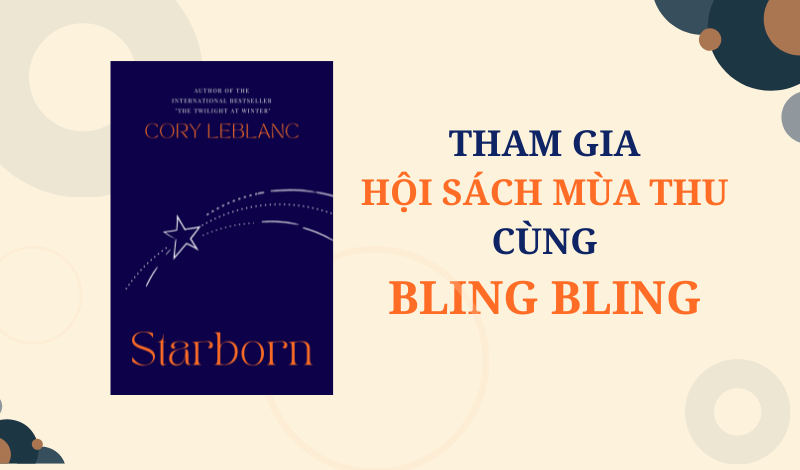 AUTHOR OF THE
INTERNATIONAL BESTSELLER
"THE TWILIGHT AT WINTER"
CORY LEBLANC
Starborn
THAM GIA
HỘI SÁCH MÙA THU
CÙNG
BLING BLING